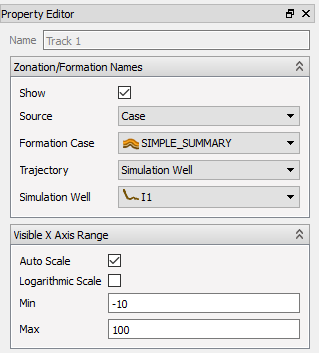 Property Editor
Name Track 1
Zonation/Formation Names
Show
Source Case
Formation Case SIMPLE_SUMMARY
Trajectory Simulation Well
Simulation Well I1
Visible X Axis Range
Auto Scale
Logarithmic Scale
Min -10
Max 100